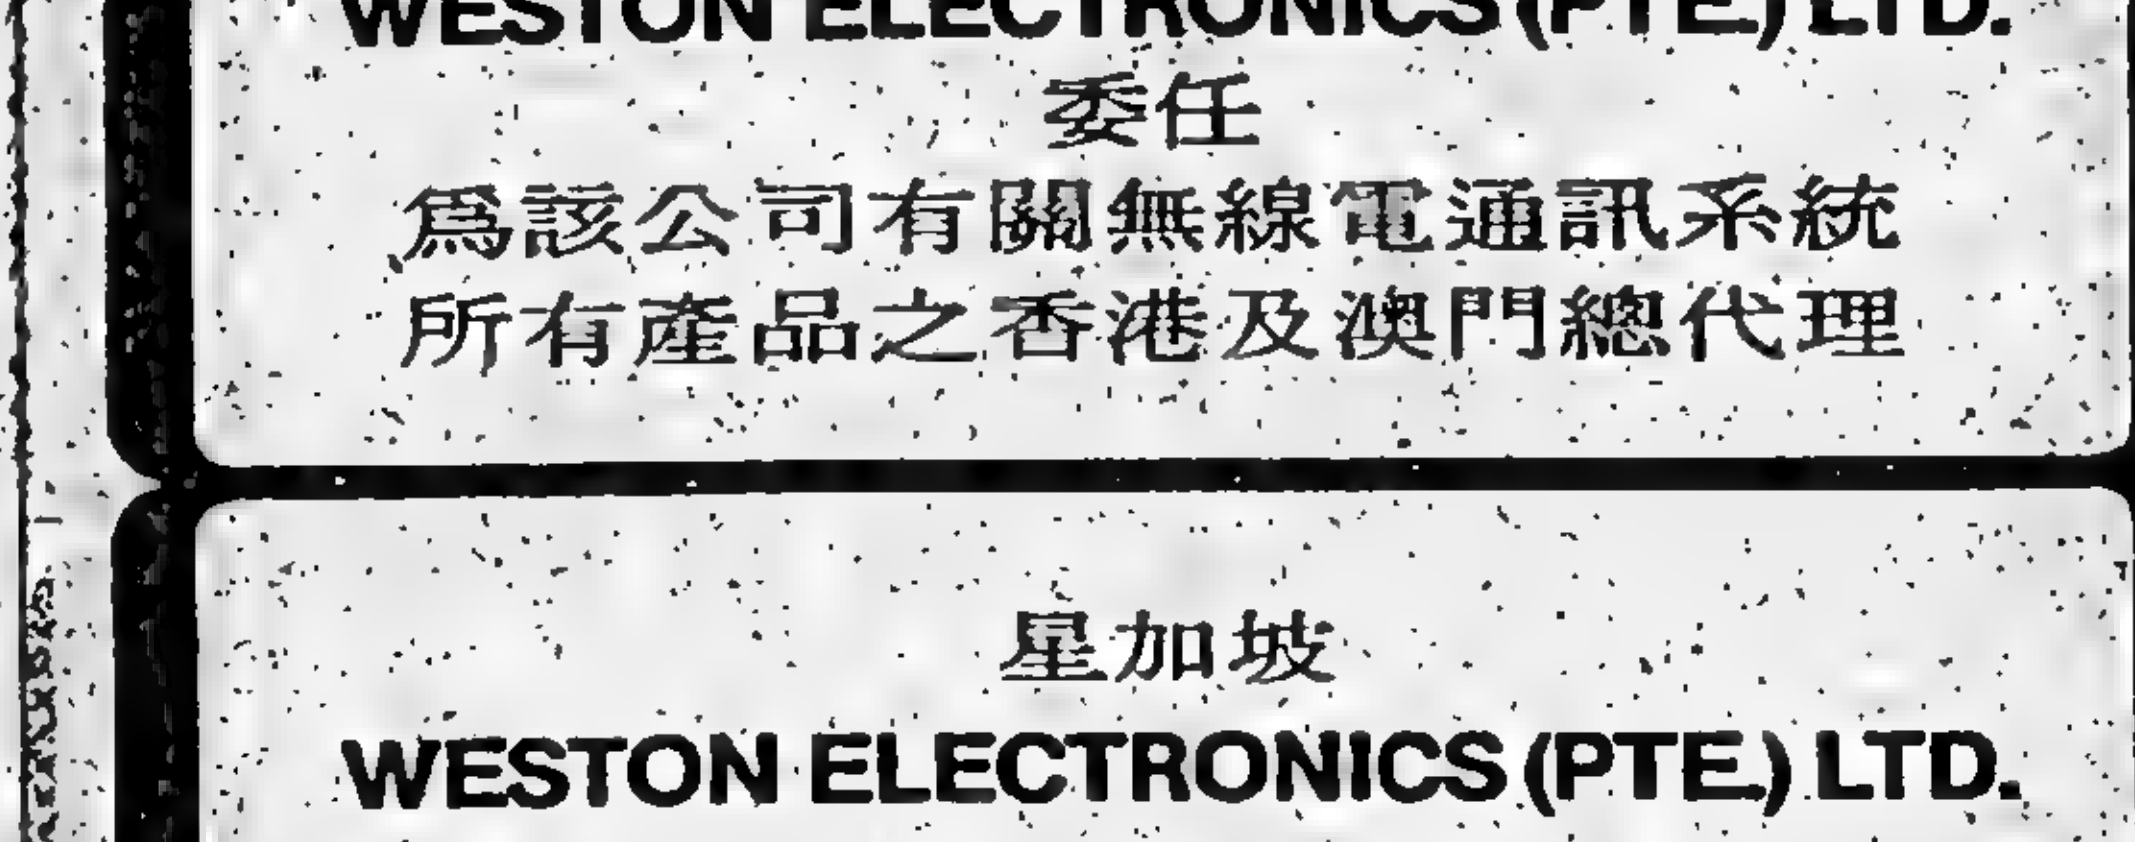 WESTON ELECTRONICS (PTE.) LTD.
委任
爲該公司有關無線電通訊系統
所有產品之香港及澳門總代理
星加坡
WESTON ELECTRONICS (PTE.) LTD.